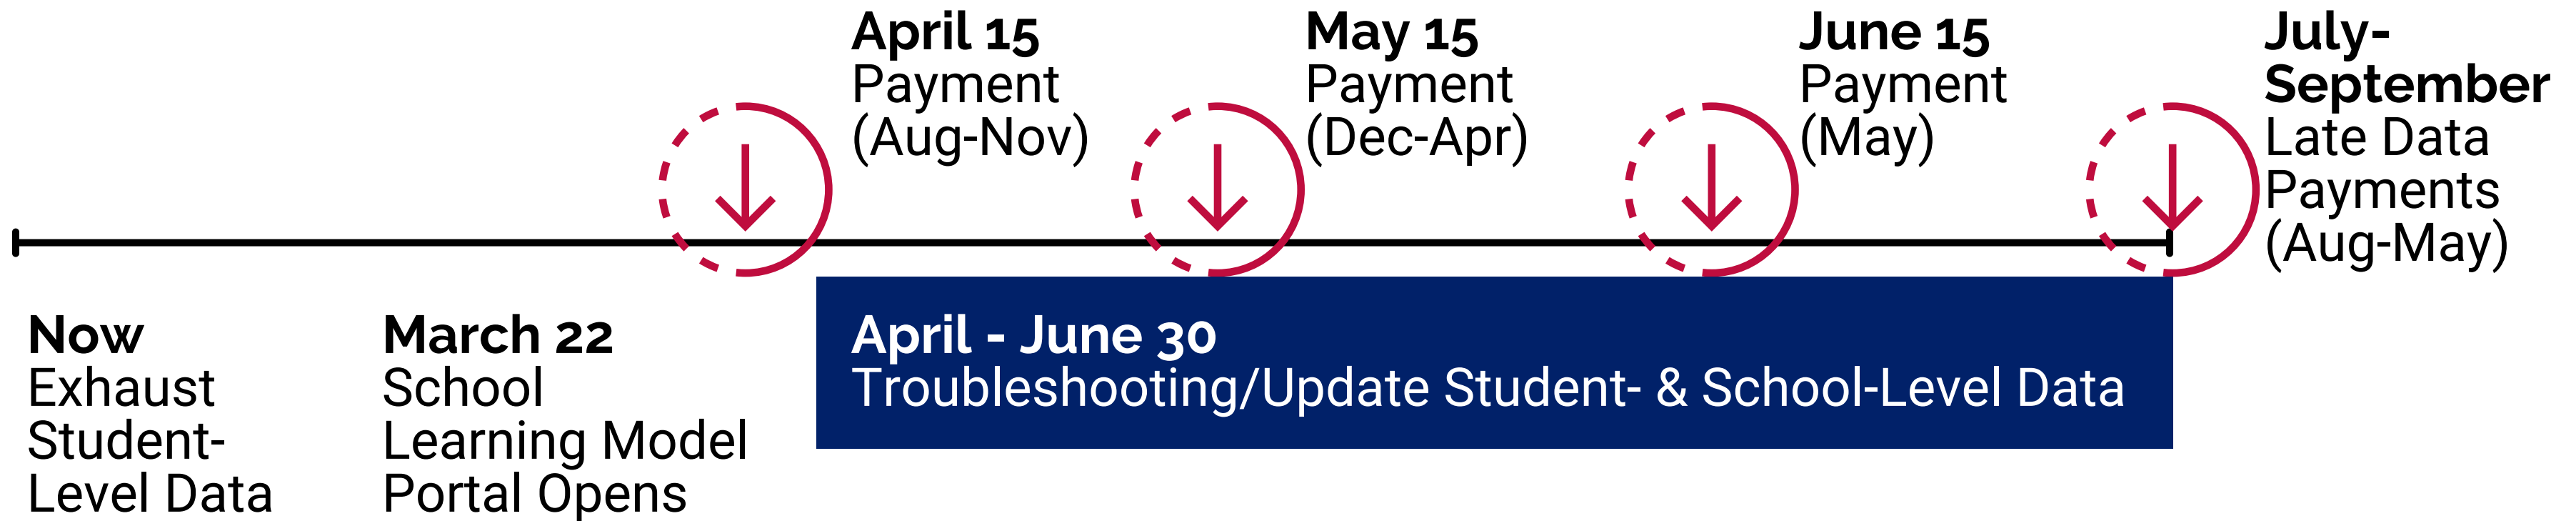 April 15
Payment
(Aug-Nov)
May 15
Payment
(Dec-Apr)
June 15
Payment
(May)
July-
September
Late Data
Payments
(Aug-May)
Now
Exhaust
Student-
Level Data
March 22
School
Learning Model
Portal Opens
April - June 30
Troubleshooting/Update Student- & School-Level Data